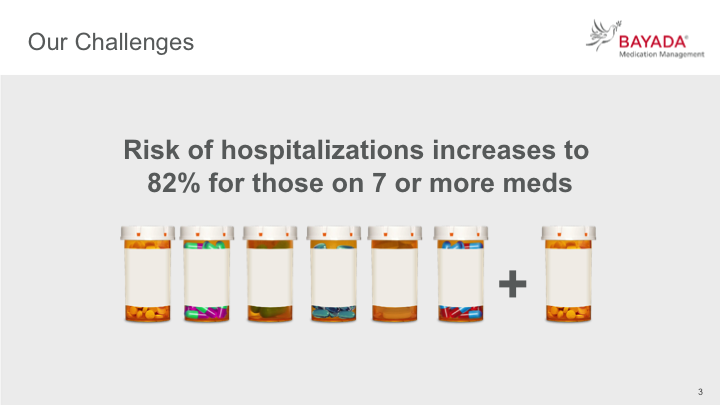 Our Challenges
BAYADA®
Medication Management
Risk of hospitalizations increases to
82% for those on 7 or more meds
+
3